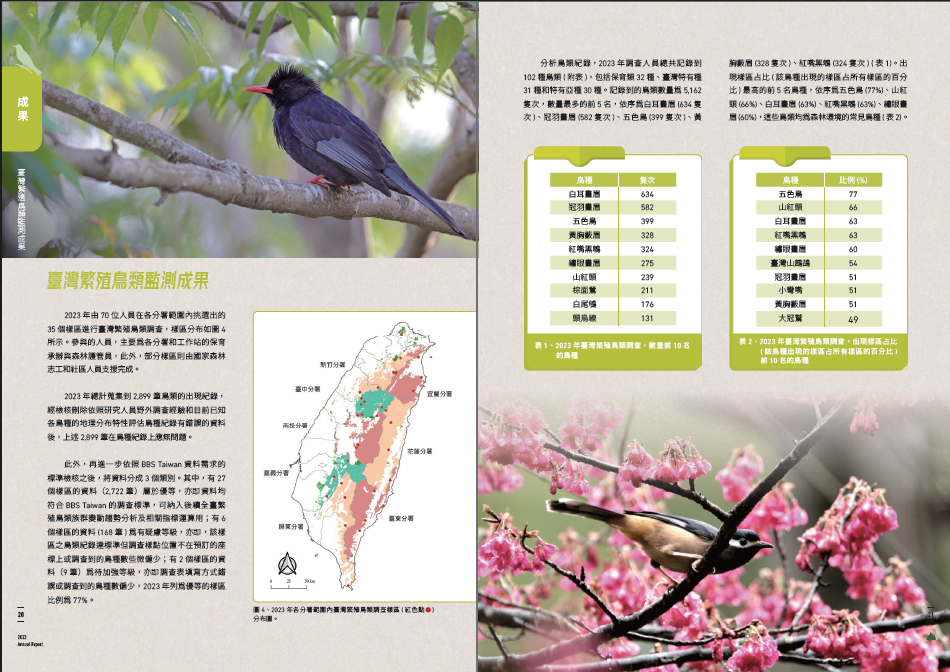 成果
臺灣繁殖鳥類監測成果
臺灣繁殖鳥類監測成果
2023 年由 70 位人員在各分署範圍內挑選出的
35 個樣區進行臺灣繁殖鳥類調查,樣區分布如圖 4
所示。參與的人員,主要為各分署和工作站的保育
承辦與森林護管員,此外,部分樣區則由國家森林
志工和社區人員支援完成。
2023 年總計蒐集到 2,899 筆鳥類的出現紀錄,
經檢核刪除依照研究人員野外調查經驗和目前已知
各鳥種的地理分布特性評估鳥種紀錄有錯誤的資料
後,上述 2,899 筆在鳥種紀錄上應無問題。
此外,再進一步依照 BBS Taiwan 資料需求的
標準檢核之後,將資料分成 3 個類別。其中,有 27
個樣區的資料(2,722 筆)屬於優等,亦即資料均
符合 BBS Taiwan 的調查標準,可納入後續全臺繁
殖鳥類族群變動趨勢分析及相關指標運算用;有 6
個樣區的資料 (168 筆) 為有疑慮等級,亦即,該樣
區之鳥類紀錄達標準但調查樣點位置不在預訂的座
標上或調查到的鳥種數些微偏少;有 2 個樣區的資
料(9 筆)為待加強等級,亦即調查表填寫方式錯
誤或調查到的鳥種數偏少,2023 年列為優等的樣區
比例為 77%。
新竹分署
臺中分署
宜蘭分署
南投分署
花蓮分署
嘉義分署
臺東分署
屏東分署
0 25 50 km
圖 4、2023 年各分署範圍內臺灣繁殖鳥類調查樣區 ( 紅色點● )
分布圖。
20
2023
Annual Report
分析鳥類紀錄,2023 年調查人員總共記錄到
102 種鳥類 ( 附表 ),包括保育類 32 種、臺灣特有種
31 種和特有亞種 30 種。記錄到的鳥類數量為 5,162
隻次,數量最多的前 5 名,依序為白耳畫眉 (634 隻
次 )、冠羽畫眉 (582 隻次 )、五色鳥 (399 隻次 )、黃
胸藪眉 (328 隻次 )、紅嘴黑鵯 (324 隻次 ) ( 表 1)。出
現樣區占比 ( 該鳥種出現的樣區占所有樣區的百分
比 ) 最高的前 5 名鳥種,依序為五色鳥 (77%)、山紅
頭 (66%)、白耳畫眉 (63%)、紅嘴黑鵯 (63%)、繡眼畫
眉 (60%),這些鳥類均為森林環境的常見鳥種 ( 表 2)。
鳥種 隻次
白耳畫眉 634
冠羽畫眉 582
五色鳥 399
黃胸藪眉 328
紅嘴黑鵯 324
繡眼畫眉 275
山紅頭 239
棕面鶯 211
白尾鴝 176
頭烏線 131
表 1、2023 年臺灣繁殖鳥類調查,數量前 10 名
的鳥種
鳥種 比例 (%)
五色鳥 77
山紅頭 66
白耳畫眉 63
紅嘴黑鵯 63
繡眼畫眉 60
臺灣山鷓鴣 54
冠羽畫眉 51
小彎嘴 51
黃胸藪眉 51
大冠鷲 49
表 2、2023 年臺灣繁殖鳥類調查,出現樣區占比
( 該鳥種出現的樣區占所有樣區的百分比 )
前 10 名的鳥種